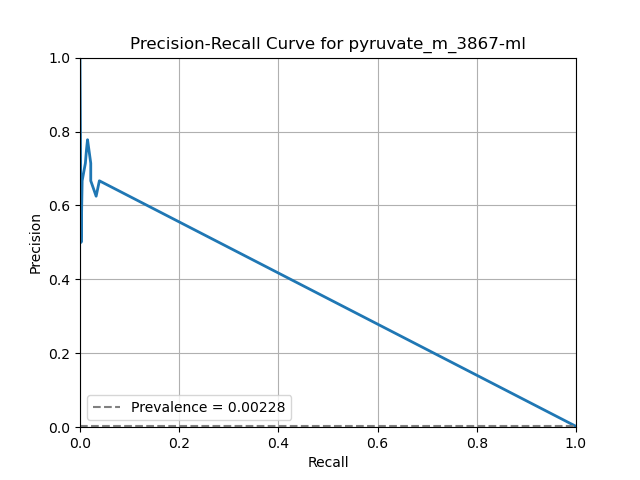 Precision-Recall Curve for pyruvate_m_3867-ml
1.0
0.8
0.6
0.4
0.2
0.0
Precision
Prevalence = 0.00228
0.0 0.2 0.4 0.6 0.8 1.0
Recall